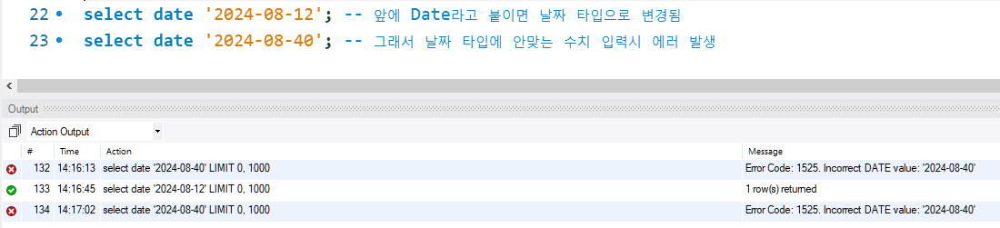 22 select date '2024-08-12'; -- 앞에 Date라고 붙이면 날짜 타입으로 변경됨
23 select date '2024-08-40'; -- 그래서 날짜 타입에 안맞는 수치 입력시 에러 발생
Output
Action Output
# Time Action Message
132 14:16:13 select date '2024-08-40' LIMIT 0, 1000 Error Code: 1525. Incorrect DATE value: '2024-08-40'
133 14:16:45 select date '2024-08-12' LIMIT 0, 1000 1 row(s) returned
134 14:17:02 select date '2024-08-40' LIMIT 0, 1000 Error Code: 1525. Incorrect DATE value: '2024-08-40'